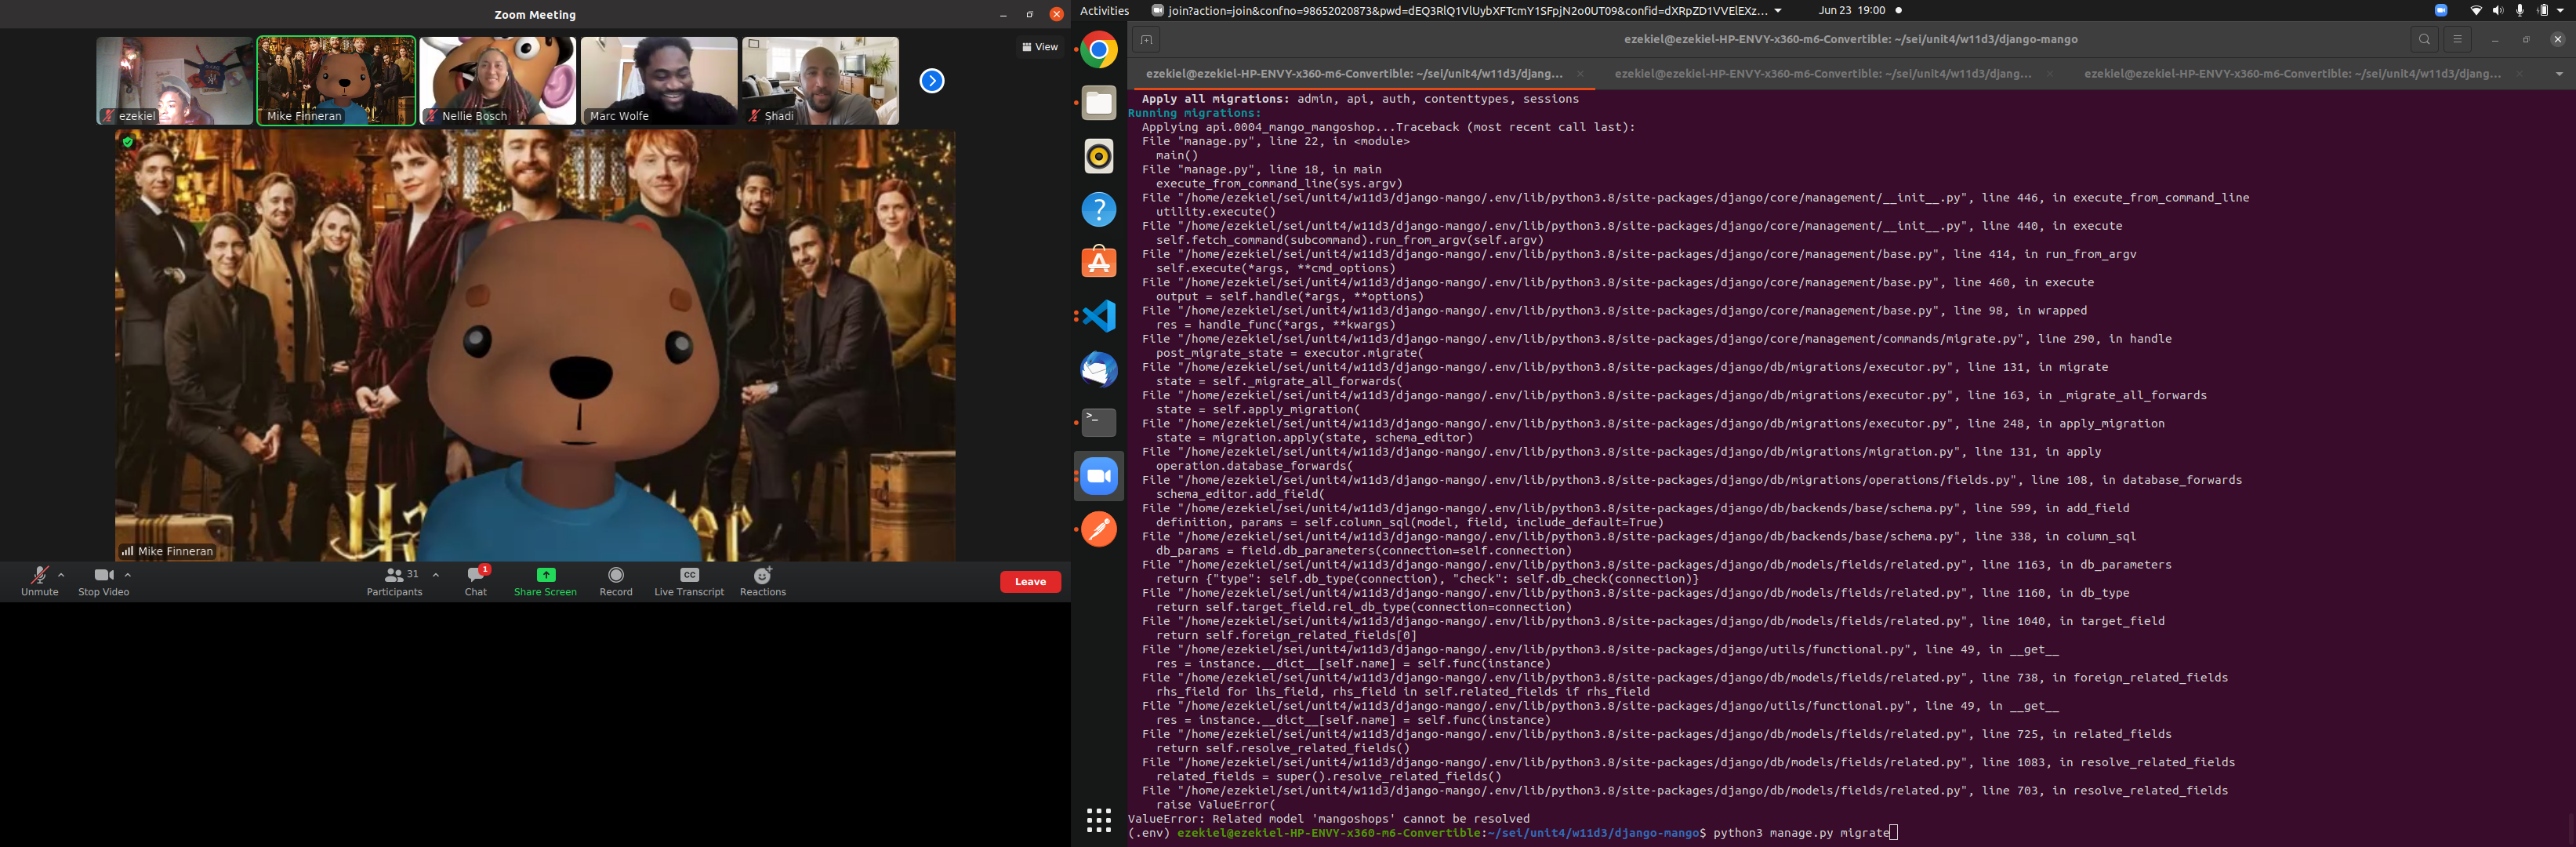 Zoom Meeting
View
ezekiel
Mike Finneran
Nellie Bosch
Marc Wolfe
Shadi
Mike Finneran
Unmute
Stop Video
31
Participants
1
Chat
Share Screen
Record
CC
Live Transcript
Reactions
Leave
Activities
join?action=join&confno=98652020873&pwd=dEQ3RlQ1VlUybXFTcmY1SFpjN2o0UT09&confid=dXRpZD1VVElEXz...
Jun 23 19:00
ezekiel@ezekiel-HP-ENVY-x360-m6-Convertible: ~/sei/unit4/w11d3/django-mango
ezekiel@ezekiel-HP-ENVY-x360-m6-Convertible: ~/sei/unit4/w11d3/djang...
ezekiel@ezekiel-HP-ENVY-x360-m6-Convertible: ~/sei/unit4/w11d3/djang...
ezekiel@ezekiel-HP-ENVY-x360-m6-Convertible: ~/sei/unit4/w11d3/djang...
Apply all migrations: admin, api, auth, contenttypes, sessions
Running migrations:
Applying api.0004_mango_mangoshop...Traceback (most recent call last):
File "manage.py", line 22, in <module>
main()
File "manage.py", line 18, in main
execute_from_command_line(sys.argv)
File "/home/ezekiel/sei/unit4/w11d3/django-mango/.env/lib/python3.8/site-packages/django/core/management/__init__.py", line 446, in execute_from_command_line
utility.execute()
File "/home/ezekiel/sei/unit4/w11d3/django-mango/.env/lib/python3.8/site-packages/django/core/management/__init__.py", line 440, in execute
self.fetch_command(subcommand).run_from_argv(self.argv)
File "/home/ezekiel/sei/unit4/w11d3/django-mango/.env/lib/python3.8/site-packages/django/core/management/base.py", line 414, in run_from_argv
self.execute(*args, **cmd_options)
File "/home/ezekiel/sei/unit4/w11d3/django-mango/.env/lib/python3.8/site-packages/django/core/management/base.py", line 460, in execute
output = self.handle(*args, **options)
File "/home/ezekiel/sei/unit4/w11d3/django-mango/.env/lib/python3.8/site-packages/django/core/management/base.py", line 98, in wrapped
res = handle_func(*args, **kwargs)
File "/home/ezekiel/sei/unit4/w11d3/django-mango/.env/lib/python3.8/site-packages/django/core/management/commands/migrate.py", line 290, in handle
post_migrate_state = executor.migrate(
File "/home/ezekiel/sei/unit4/w11d3/django-mango/.env/lib/python3.8/site-packages/django/db/migrations/executor.py", line 131, in migrate
state = self._migrate_all_forwards(
File "/home/ezekiel/sei/unit4/w11d3/django-mango/.env/lib/python3.8/site-packages/django/db/migrations/executor.py", line 163, in _migrate_all_forwards
state = self.apply_migration(
File "/home/ezekiel/sei/unit4/w11d3/django-mango/.env/lib/python3.8/site-packages/django/db/migrations/executor.py", line 248, in apply_migration
state = migration.apply(state, schema_editor)
File "/home/ezekiel/sei/unit4/w11d3/django-mango/.env/lib/python3.8/site-packages/django/db/migrations/migration.py", line 131, in apply
operation.database_forwards(
File "/home/ezekiel/sei/unit4/w11d3/django-mango/.env/lib/python3.8/site-packages/django/db/migrations/operations/fields.py", line 108, in database_forwards
schema_editor.add_field(
File "/home/ezekiel/sei/unit4/w11d3/django-mango/.env/lib/python3.8/site-packages/django/db/backends/base/schema.py", line 599, in add_field
definition, params = self.column_sql(model, field, include_default=True)
File "/home/ezekiel/sei/unit4/w11d3/django-mango/.env/lib/python3.8/site-packages/django/db/backends/base/schema.py", line 338, in column_sql
db_params = field.db_parameters(connection=self.connection)
File "/home/ezekiel/sei/unit4/w11d3/django-mango/.env/lib/python3.8/site-packages/django/db/models/fields/related.py", line 1163, in db_parameters
return {"type": self.db_type(connection), "check": self.db_check(connection)}
File "/home/ezekiel/sei/unit4/w11d3/django-mango/.env/lib/python3.8/site-packages/django/db/models/fields/related.py", line 1160, in db_type
return self.target_field.rel_db_type(connection=connection)
File "/home/ezekiel/sei/unit4/w11d3/django-mango/.env/lib/python3.8/site-packages/django/db/models/fields/related.py", line 1040, in target_field
return self.foreign_related_fields[0]
File "/home/ezekiel/sei/unit4/w11d3/django-mango/.env/lib/python3.8/site-packages/django/utils/functional.py", line 49, in __get__
res = instance.__dict__[self.name] = self.func(instance)
File "/home/ezekiel/sei/unit4/w11d3/django-mango/.env/lib/python3.8/site-packages/django/db/models/fields/related.py", line 738, in foreign_related_fields
rhs_field for lhs_field, rhs_field in self.related_fields if rhs_field
File "/home/ezekiel/sei/unit4/w11d3/django-mango/.env/lib/python3.8/site-packages/django/utils/functional.py", line 49, in __get__
res = instance.__dict__[self.name] = self.func(instance)
File "/home/ezekiel/sei/unit4/w11d3/django-mango/.env/lib/python3.8/site-packages/django/db/models/fields/related.py", line 725, in related_fields
return self.resolve_related_fields()
File "/home/ezekiel/sei/unit4/w11d3/django-mango/.env/lib/python3.8/site-packages/django/db/models/fields/related.py", line 1083, in resolve_related_fields
related_fields = super().resolve_related_fields()
File "/home/ezekiel/sei/unit4/w11d3/django-mango/.env/lib/python3.8/site-packages/django/db/models/fields/related.py", line 703, in resolve_related_fields
raise ValueError(
ValueError: Related model 'mangoshops' cannot be resolved
(.env) ezekiel@ezekiel-HP-ENVY-x360-m6-Convertible:~/sei/unit4/w11d3/django-mango$ python3 manage.py migrate